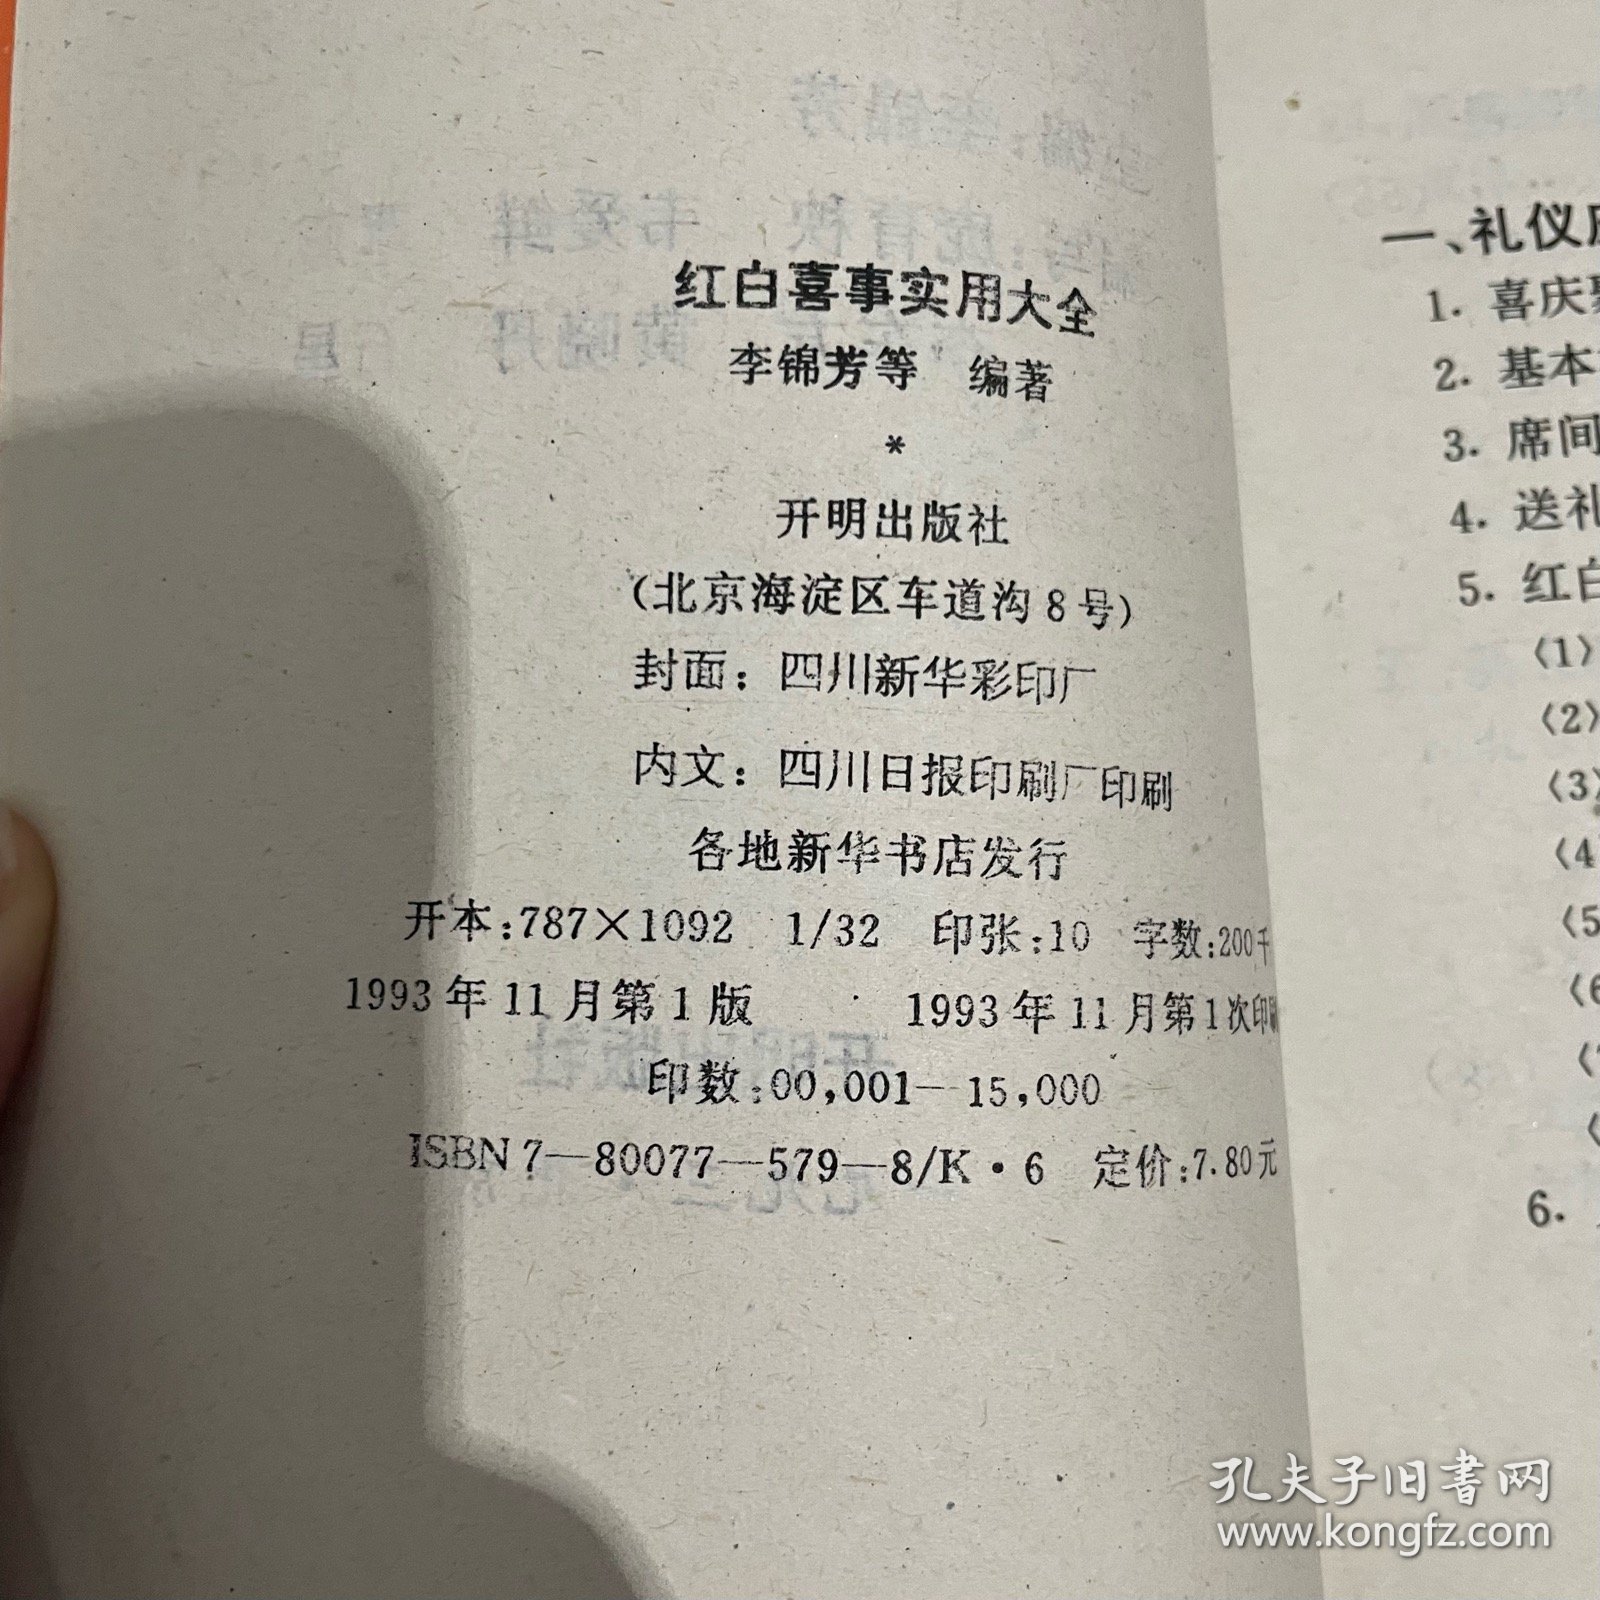 红白喜事实用大全
李锦芳等 编著
*
开明出版社
(北京海淀区车道沟8号)
封面：四川新华彩印厂
内文：四川日报印刷厂印刷
各地新华书店发行
开本:787×1092 1/32 印张:10 字数:200千
1993年11月第1版 1993年11月第1次印刷
印数:00,001—15,000
ISBN 7—80077—579—8/K·6 定价:7.80元
一、礼仪
1. 喜庆
2. 基本
3. 席间
4. 送礼
5. 红白
(1)
(2)
(3)
(4
(5
(6
6.
孔夫子旧书网
www.kongfz.com